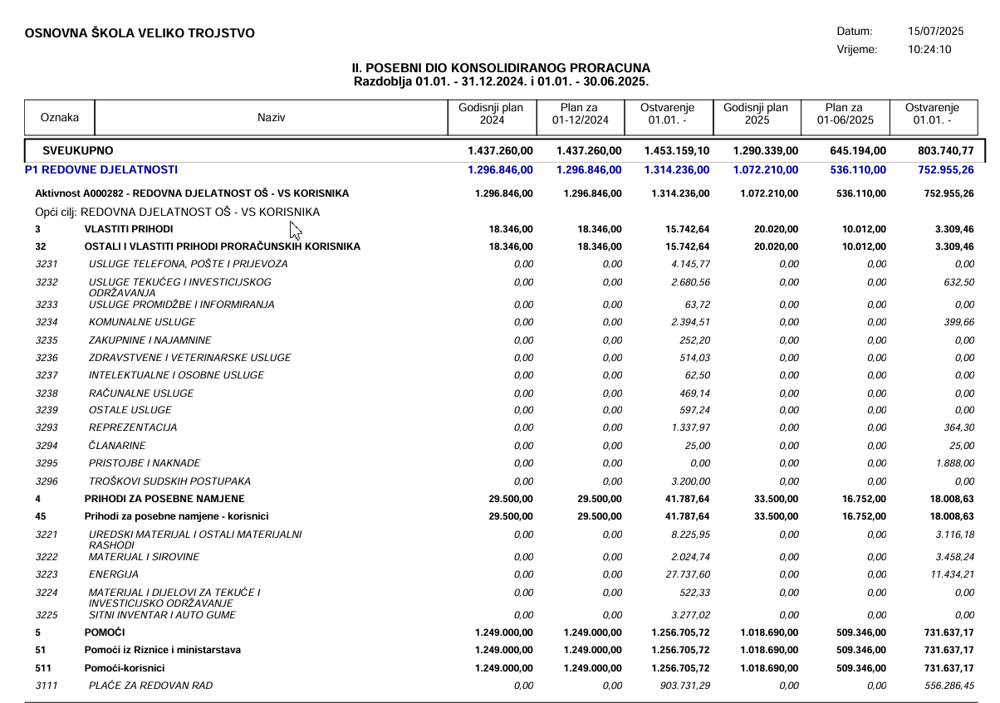 OSNOVNA ŠKOLA VELIKO TROJSTVO
Datum: 15/07/2025
Vrijeme: 10:24:10
II. POSEBNI DIO KONSOLIDIRANOG PRORACUNA
Razdoblja 01.01. - 31.12.2024. i 01.01. - 30.06.2025.
Oznaka Naziv Godisnji plan 2024 Plan za 01-12/2024 Ostvarenje 01.01. - Godisnji plan 2025 Plan za 01-06/2025 Ostvarenje 01.01. -
SVEUKUPNO 1.437.260,00 1.437.260,00 1.453.159,10 1.290.339,00 645.194,00 803.740,77
P1 REDOVNE DJELATNOSTI 1.296.846,00 1.296.846,00 1.314.236,00 1.072.210,00 536.110,00 752.955,26
Aktivnost A000282 - REDOVNA DJELATNOST OŠ - VS KORISNIKA 1.296.846,00 1.296.846,00 1.314.236,00 1.072.210,00 536.110,00 752.955,26
Opći cilj: REDOVNA DJELATNOST OŠ - VS KORISNIKA
3 VLASTITI PRIHODI 18.346,00 18.346,00 15.742,64 20.020,00 10.012,00 3.309,46
32 OSTALI I VLASTITI PRIHODI PRORAČUNSKIH KORISNIKA 18.346,00 18.346,00 15.742,64 20.020,00 10.012,00 3.309,46
3231 USLUGE TELEFONA, POŠTE I PRIJEVOZA 0,00 0,00 4.145,77 0,00 0,00 0,00
3232 USLUGE TEKUĆEG I INVESTICIJSKOG 0,00 0,00 2.680,56 0,00 0,00 632,50
ODRŽAVANJA
3233 USLUGE PROMIDŽBE I INFORMIRANJA 0,00 0,00 63,72 0,00 0,00 0,00
3234 KOMUNALNE USLUGE 0,00 0,00 2.394,51 0,00 0,00 399,66
3235 ZAKUPNINE I NAJAMNINE 0,00 0,00 252,20 0,00 0,00 0,00
3236 ZDRAVSTVENE I VETERINARSKE USLUGE 0,00 0,00 514,03 0,00 0,00 0,00
3237 INTELEKTUALNE I OSOBNE USLUGE 0,00 0,00 62,50 0,00 0,00 0,00
3238 RAČUNALNE USLUGE 0,00 0,00 469,14 0,00 0,00 0,00
3239 OSTALE USLUGE 0,00 0,00 597,24 0,00 0,00 0,00
3293 REPREZENTACIJA 0,00 0,00 1.337,97 0,00 0,00 364,30
3294 ČLANARINE 0,00 0,00 25,00 0,00 0,00 25,00
3295 PRISTOJBE I NAKNADE 0,00 0,00 0,00 0,00 0,00 1.888,00
3296 TROŠKOVI SUDSKIH POSTUPAKA 0,00 0,00 3.200,00 0,00 0,00 0,00
4 PRIHODI ZA POSEBNE NAMJENE 29.500,00 29.500,00 41.787,64 33.500,00 16.752,00 18.008,63
45 Prihodi za posebne namjene - korisnici 29.500,00 29.500,00 41.787,64 33.500,00 16.752,00 18.008,63
3221 UREDSKI MATERIJAL I OSTALI MATERIJALNI 0,00 0,00 8.225,95 0,00 0,00 3.116,18
RASHODI
3222 MATERIJAL I SIROVINE 0,00 0,00 2.024,74 0,00 0,00 3.458,24
3223 ENERGIJA 0,00 0,00 27.737,60 0,00 0,00 11.434,21
3224 MATERIJAL I DIJELOVI ZA TEKUĆE I 0,00 0,00 522,33 0,00 0,00 0,00
INVESTICIJSKO ODRŽAVANJE
3225 SITNI INVENTAR I AUTO GUME 0,00 0,00 3.277,02 0,00 0,00 0,00
5 POMOĆI 1.249.000,00 1.249.000,00 1.256.705,72 1.018.690,00 509.346,00 731.637,17
51 Pomoći iz Riznice i ministarstava 1.249.000,00 1.249.000,00 1.256.705,72 1.018.690,00 509.346,00 731.637,17
511 Pomoći-korisnici 1.249.000,00 1.249.000,00 1.256.705,72 1.018.690,00 509.346,00 731.637,17
3111 PLAĆE ZA REDOVAN RAD 0,00 0,00 903.731,29 0,00 0,00 556.286,45